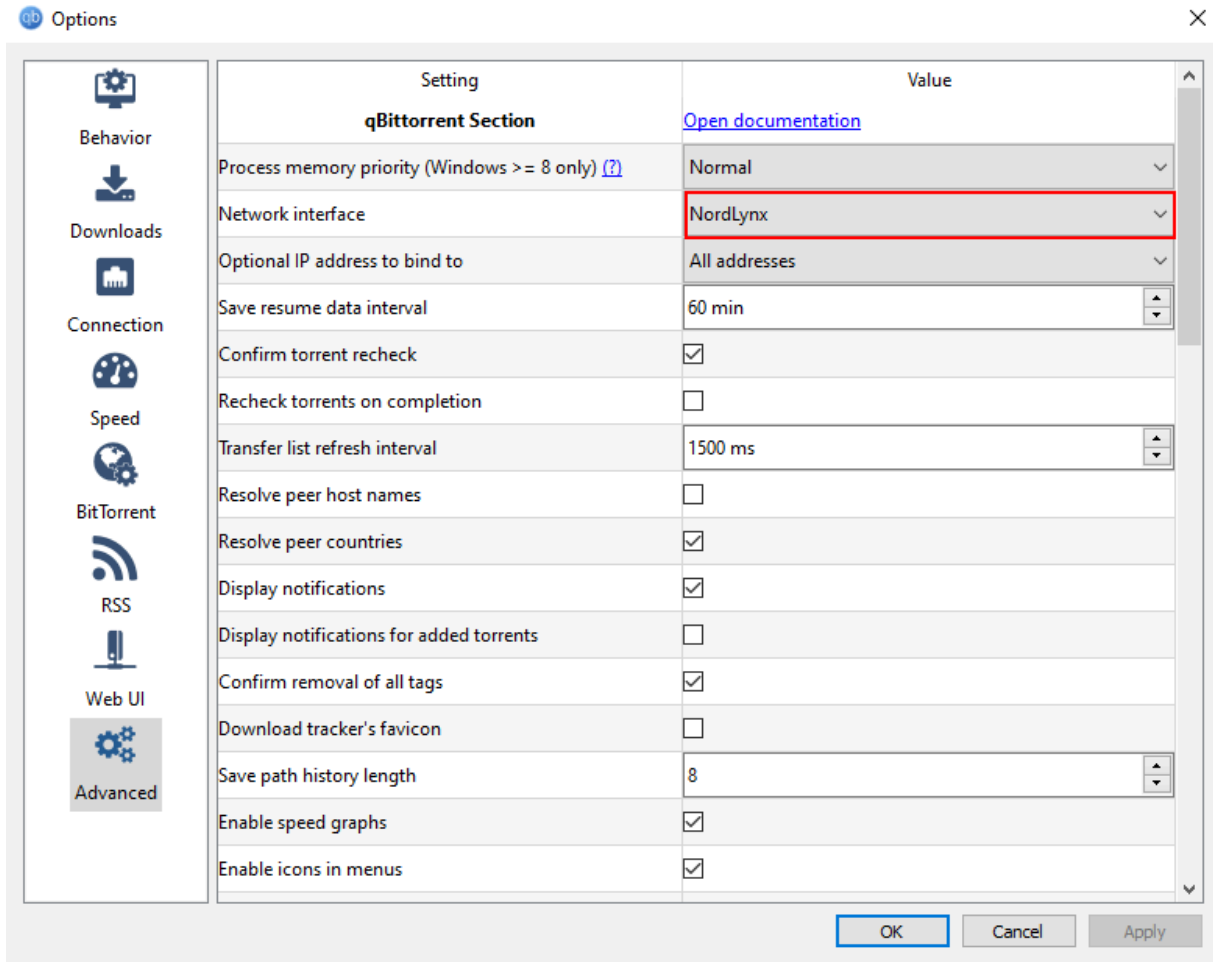 Options
Behavior
Downloads
Connection
Speed
BitTorrent
RSS
Web UI
Advanced
Setting Value
qBittorrent Section Open documentation
Process memory priority (Windows >= 8 only) (?) Normal
Network interface NordLynx
Optional IP address to bind to All addresses
Save resume data interval 60 min
Confirm torrent recheck
Recheck torrents on completion
Transfer list refresh interval 1500 ms
Resolve peer host names
Resolve peer countries
Display notifications
Display notifications for added torrents
Confirm removal of all tags
Download tracker's favicon
Save path history length 8
Enable speed graphs
Enable icons in menus
OK Cancel Apply